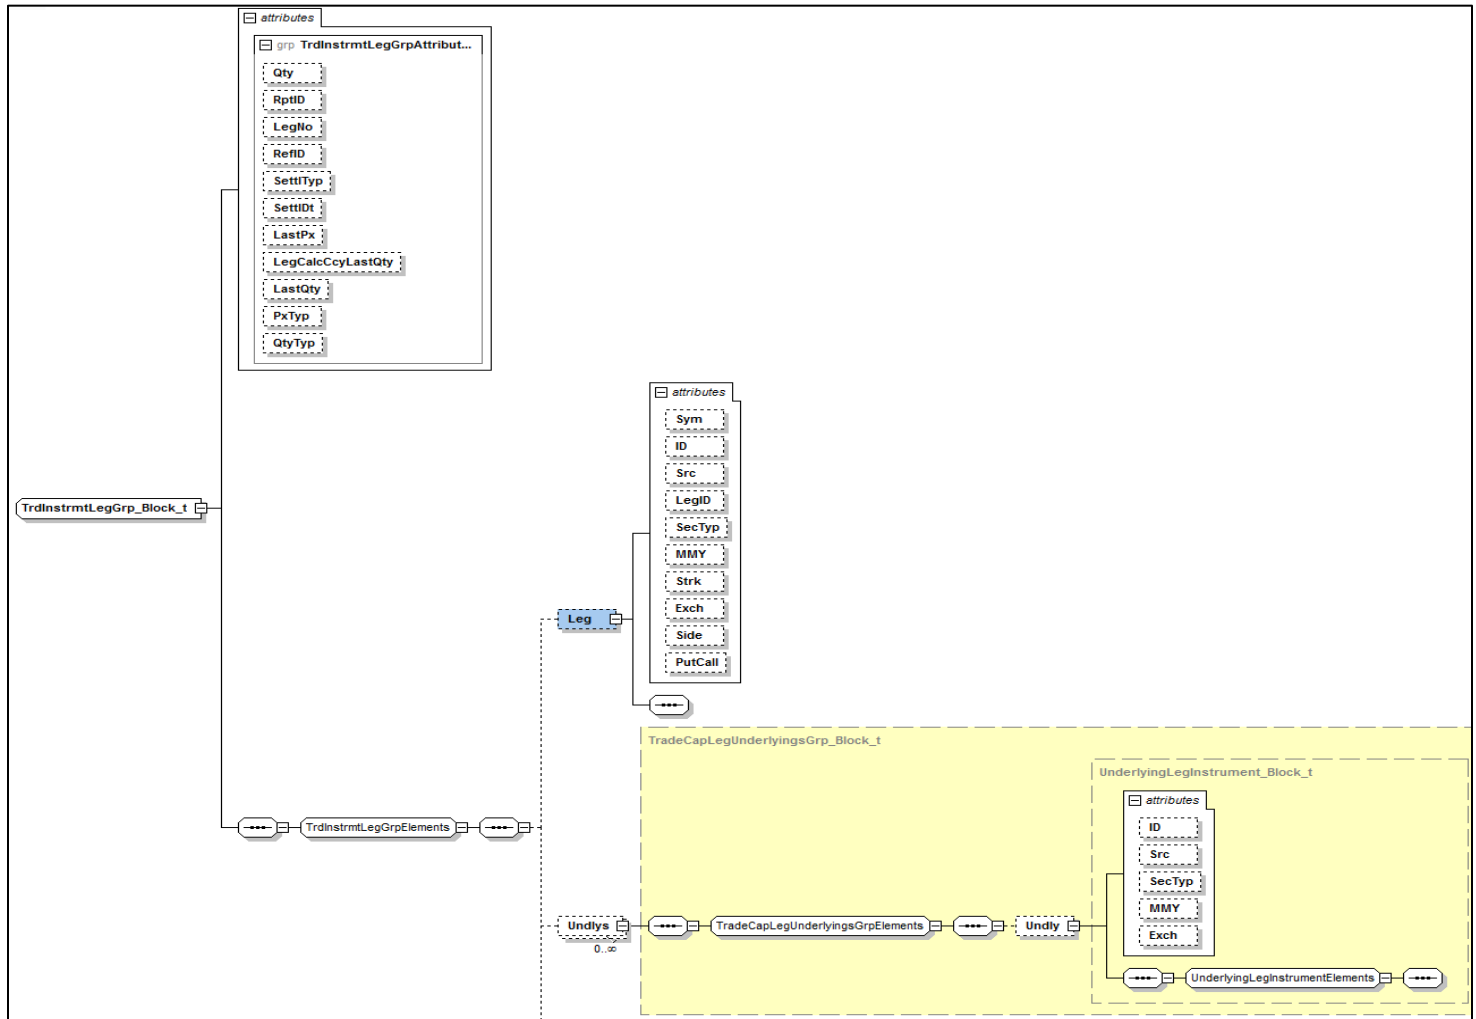 attributes
grp TrdInstrmtLegGrpAttribut...
Qty
RptID
LegNo
RefID
SettlTyp
SettlDt
LastPx
LegCalcCcyLastQty
LastQty
PxTyp
QtyTyp
attributes
Sym
ID
Src
LegID
SecTyp
MMY
Strk
Exch
Side
PutCall
TrdInstrmtLegGrp_Block_t
Leg
TradeCapLegUnderlyingsGrp_Block_t
UnderlyingLegInstrument_Block_t
attributes
ID
Src
SecTyp
MMY
Exch
TrdInstrmtLegGrpElements
Undlys
0..∞
TradeCapLegUnderlyingsGrpElements
Undly
UnderlyingLegInstrumentElements